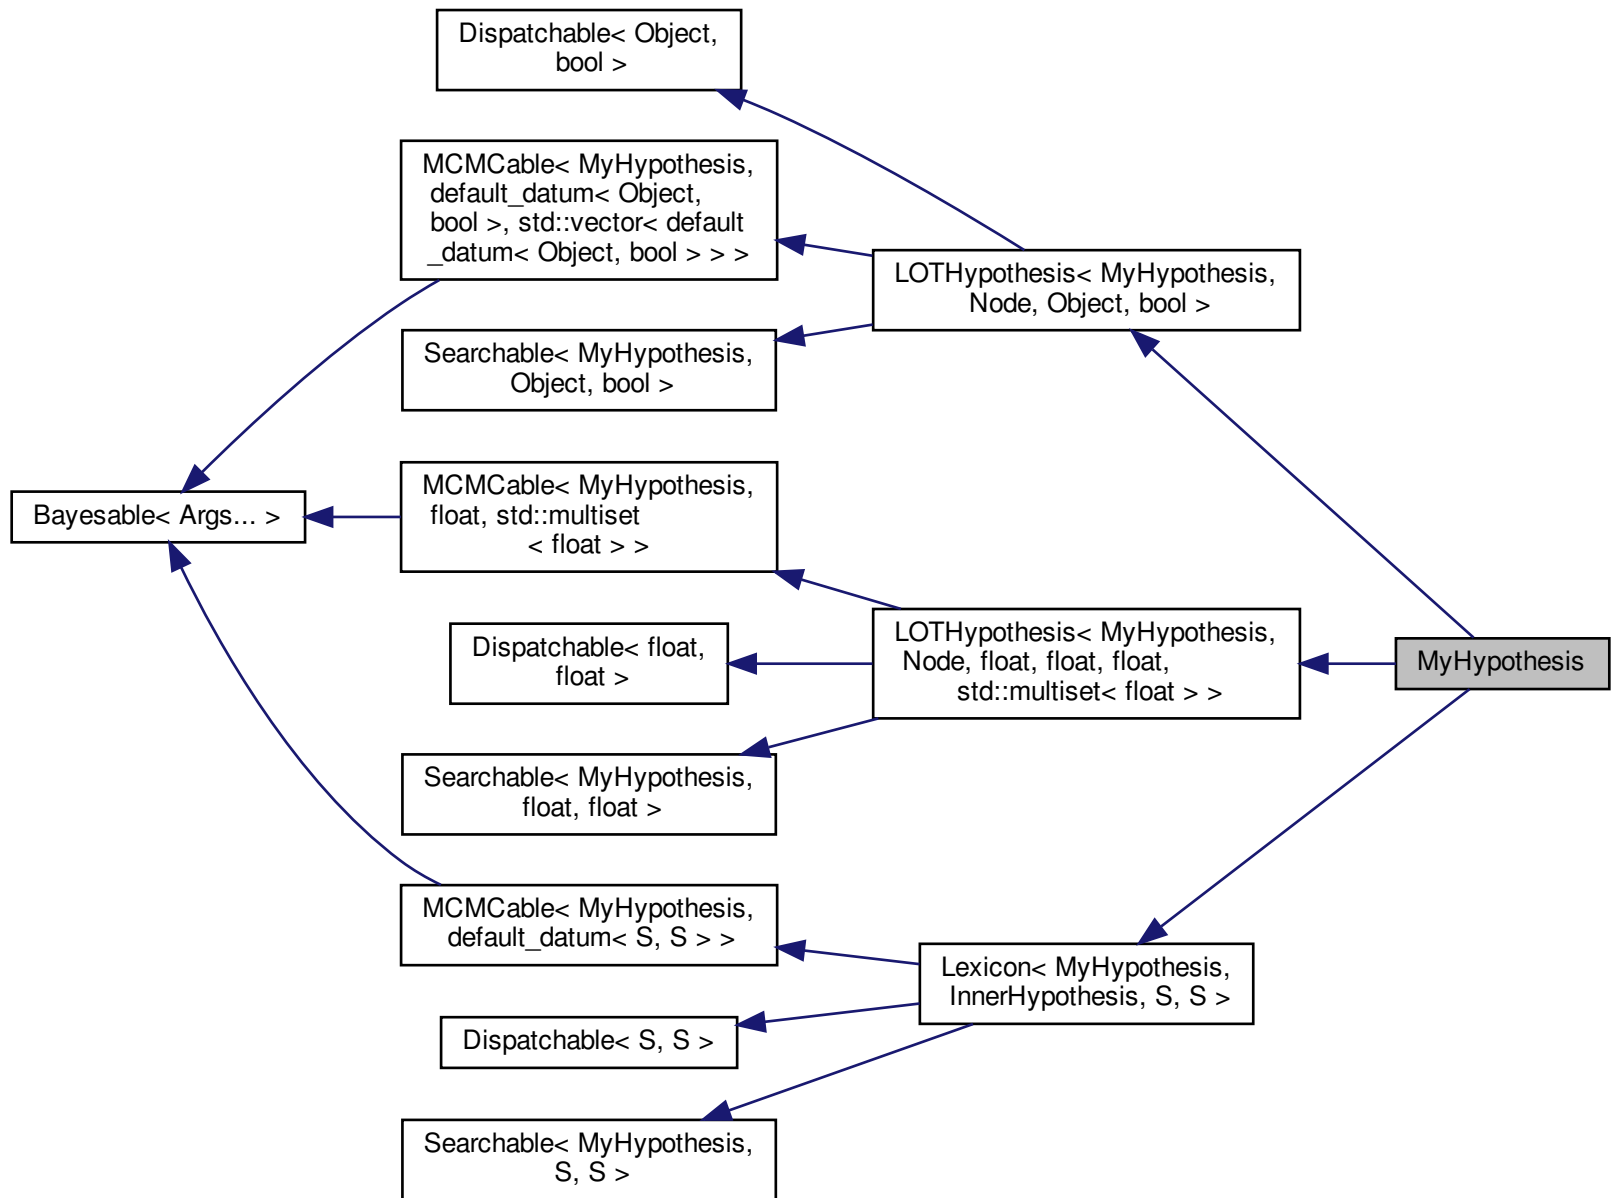 Dispatchable< Object,
bool >
MCMCable< MyHypothesis,
default_datum< Object,
bool >, std::vector< default
_datum< Object, bool > > >
LOTHypothesis< MyHypothesis,
Node, Object, bool >
Searchable< MyHypothesis,
Object, bool >
MCMCable< MyHypothesis,
float, std::multiset
< float > >
Bayesable< Args... >
Dispatchable< float,
float >
LOTHypothesis< MyHypothesis,
Node, float, float, float,
std::multiset< float > >
MyHypothesis
Searchable< MyHypothesis,
float, float >
MCMCable< MyHypothesis,
default_datum< S, S > >
Lexicon< MyHypothesis,
InnerHypothesis, S, S >
Dispatchable< S, S >
Searchable< MyHypothesis,
S, S >